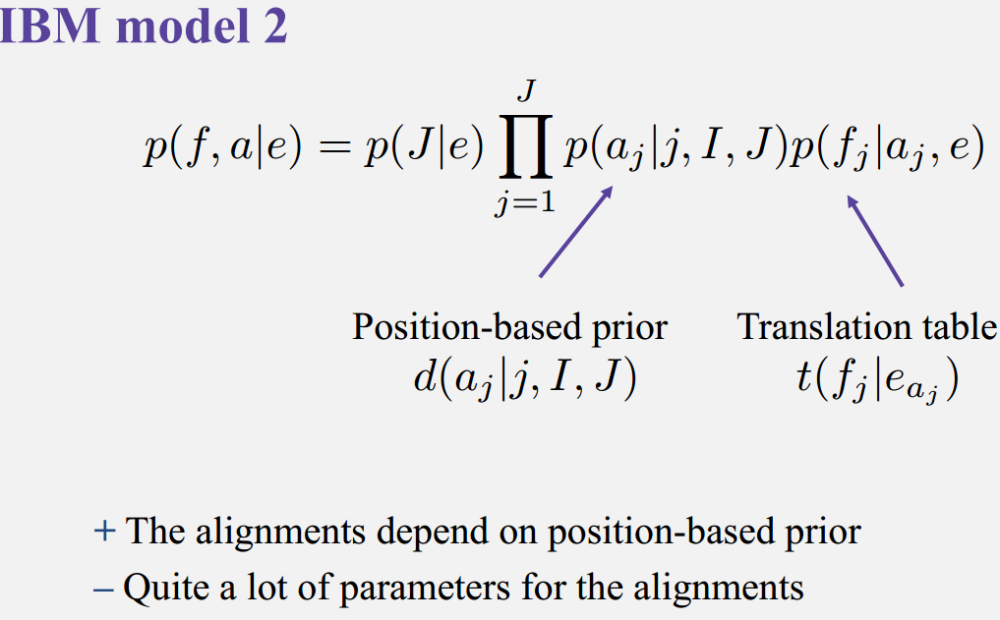 IBM model 2
p(f, a|e) = p(J|e) ∏_{j=1}^{J} p(a_j|j, I, J)p(f_j|a_j, e)
Position-based prior Translation table
d(a_j|j, I, J) t(f_j|e_{a_j})
+ The alignments depend on position-based prior
– Quite a lot of parameters for the alignments